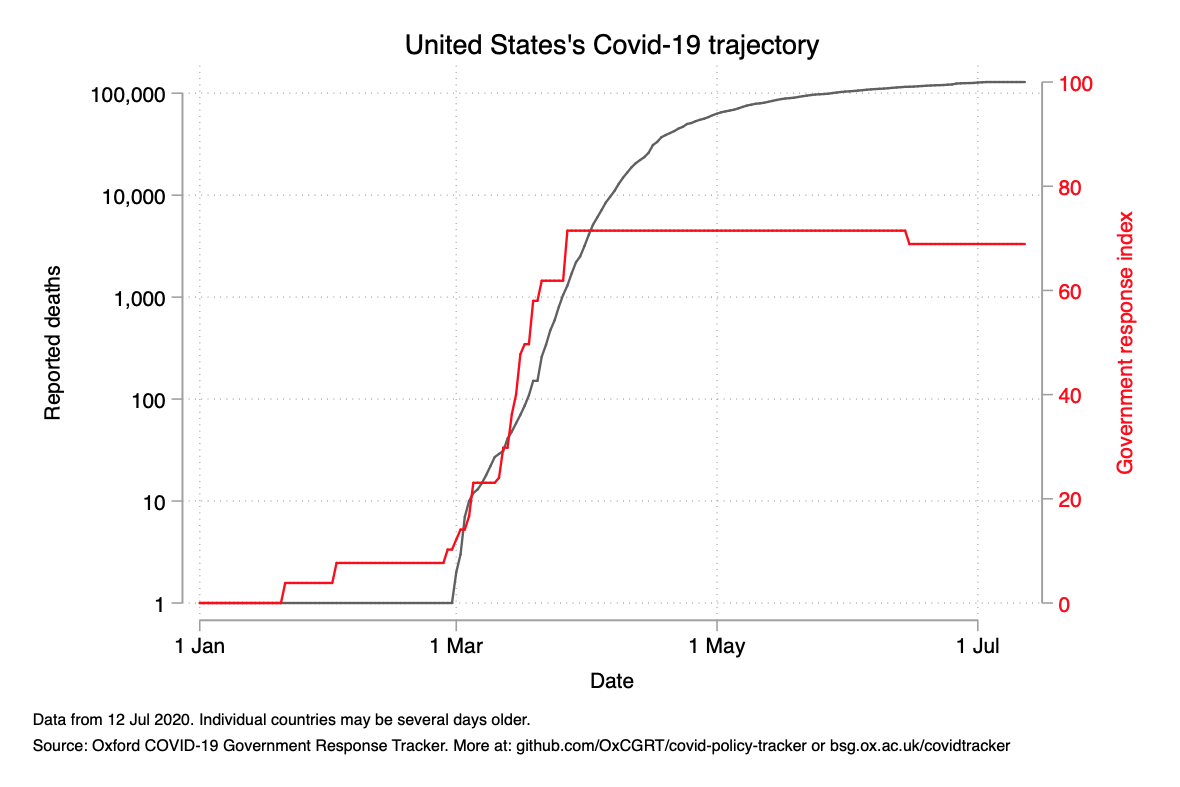 United States's Covid-19 trajectory
100,000
10,000
1,000
100
10
1
Reported deaths
100
80
60
40
20
0
Government response index
1 Jan
1 Mar
1 May
1 Jul
Date
Data from 12 Jul 2020. Individual countries may be several days older.
Source: Oxford COVID-19 Government Response Tracker. More at: github.com/OxCGRT/covid-policy-tracker or bsg.ox.ac.uk/covidtracker